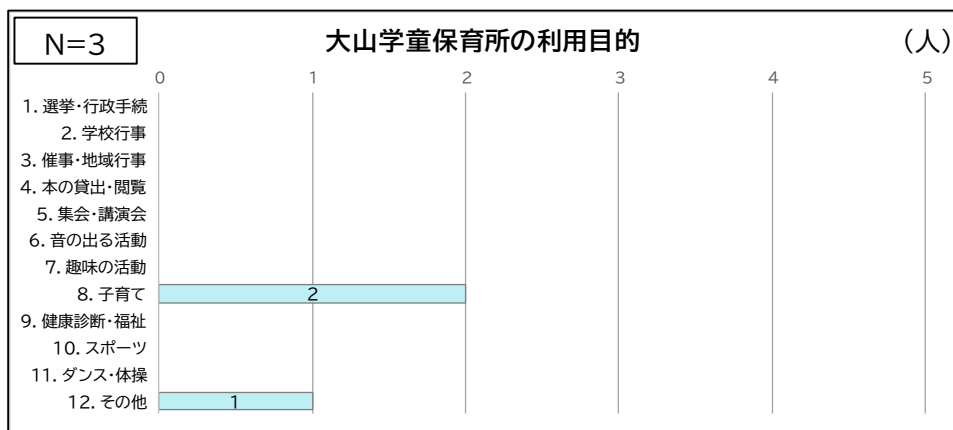 N=3
大山学童保育所の利用目的
(人)
0 1 2 3 4 5
1. 選挙・行政手続
2. 学校行事
3. 催事・地域行事
4. 本の貸出・閲覧
5. 集会・講演会
6. 音の出る活動
7. 趣味の活動
8. 子育て 2
9. 健康診断・福祉
10. スポーツ
11. ダンス・体操
12. その他 1